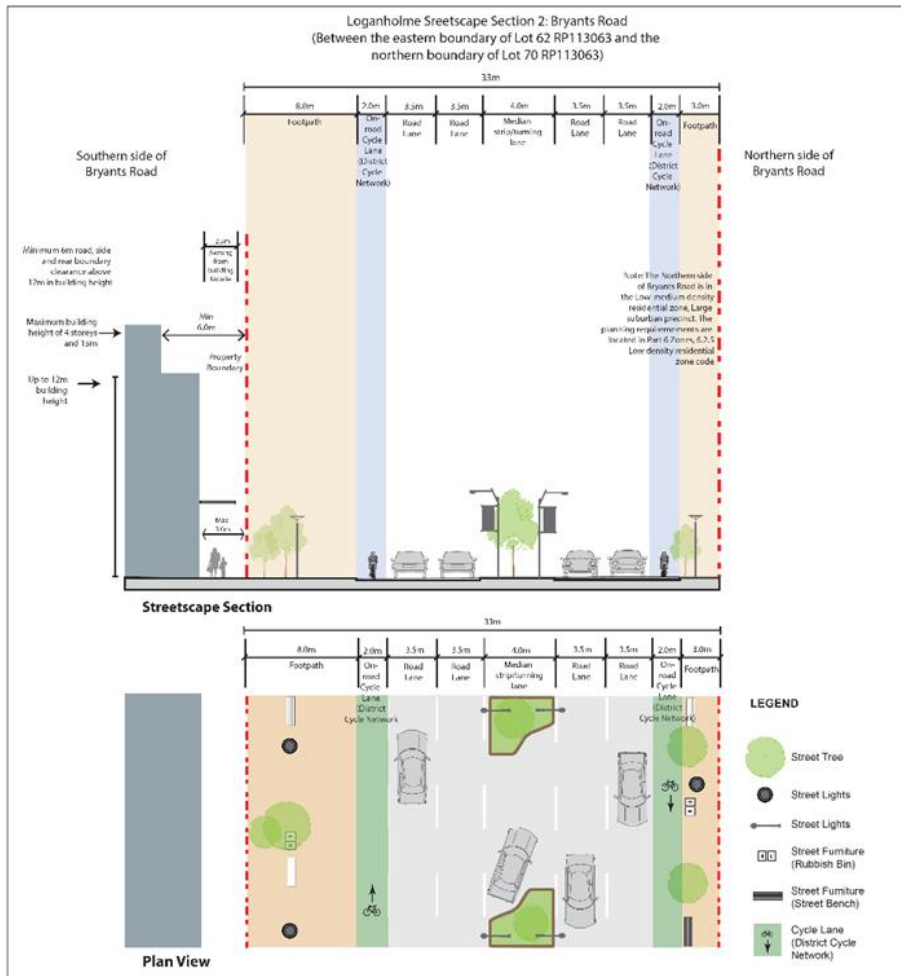 Loganholme Sreetscape Section 2: Bryants Road
(Between the eastern boundary of Lot 62 RP113063 and the
northern boundary of Lot 70 RP113063)
33m
8.0m
2.0m
3.5m
3.5m
4.0m
3.5m
3.5m
2.0m
3.0m
Footpath
On-
road
Cycle
Lane
(District
Cycle
Network)
Road
Lane
Road
Lane
Median
strip/turning
lane
Road
Lane
Road
Lane
On-
road
Cycle
Lane
(District
Cycle
Network)
Footpath
Southern side of
Bryants Road
Northern side of
Bryants Road
Minimum 6m road, side
and rear boundary
clearance above
12m in building height
Awning
from
building
facade
Note: The Northern side
of Bryants Road is in
the Low-medium density
residential zone, Large
suburban precinct. The
planning requirements are
located in Part 6 Zones, 6.2.5
Low density residential
zone code
Maximum building
height of 4 storeys
and 15m
Min
6.0m
Property
Boundary
Up to 12m
building
height
Max
3.0m
Streetscape Section
33m
8.0m
2.0m
3.5m
3.5m
4.0m
3.5m
3.5m
2.0m
3.0m
Footpath
On-
road
Cycle
Lane
(District
Cycle Network
Road
Lane
Road
Lane
Median
strip/turning
lane
Road
Lane
Road
Lane
On-
road
Cycle
Lane
(District
Cycle Network)
Footpath
LEGEND
Street Tree
Street Lights
Street Lights
Street Furniture
(Rubbish Bin)
Street Furniture
(Street Bench)
Cycle Lane
(District Cycle
Network)
Plan View